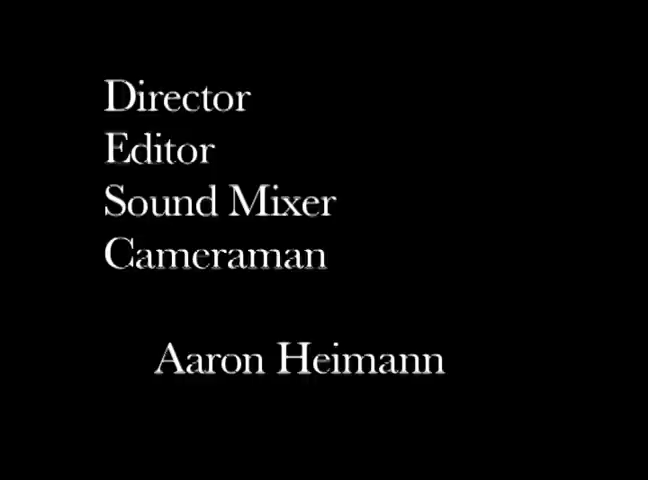 Director
Editor
Sound Mixer
Cameraman
Aaron Heimann